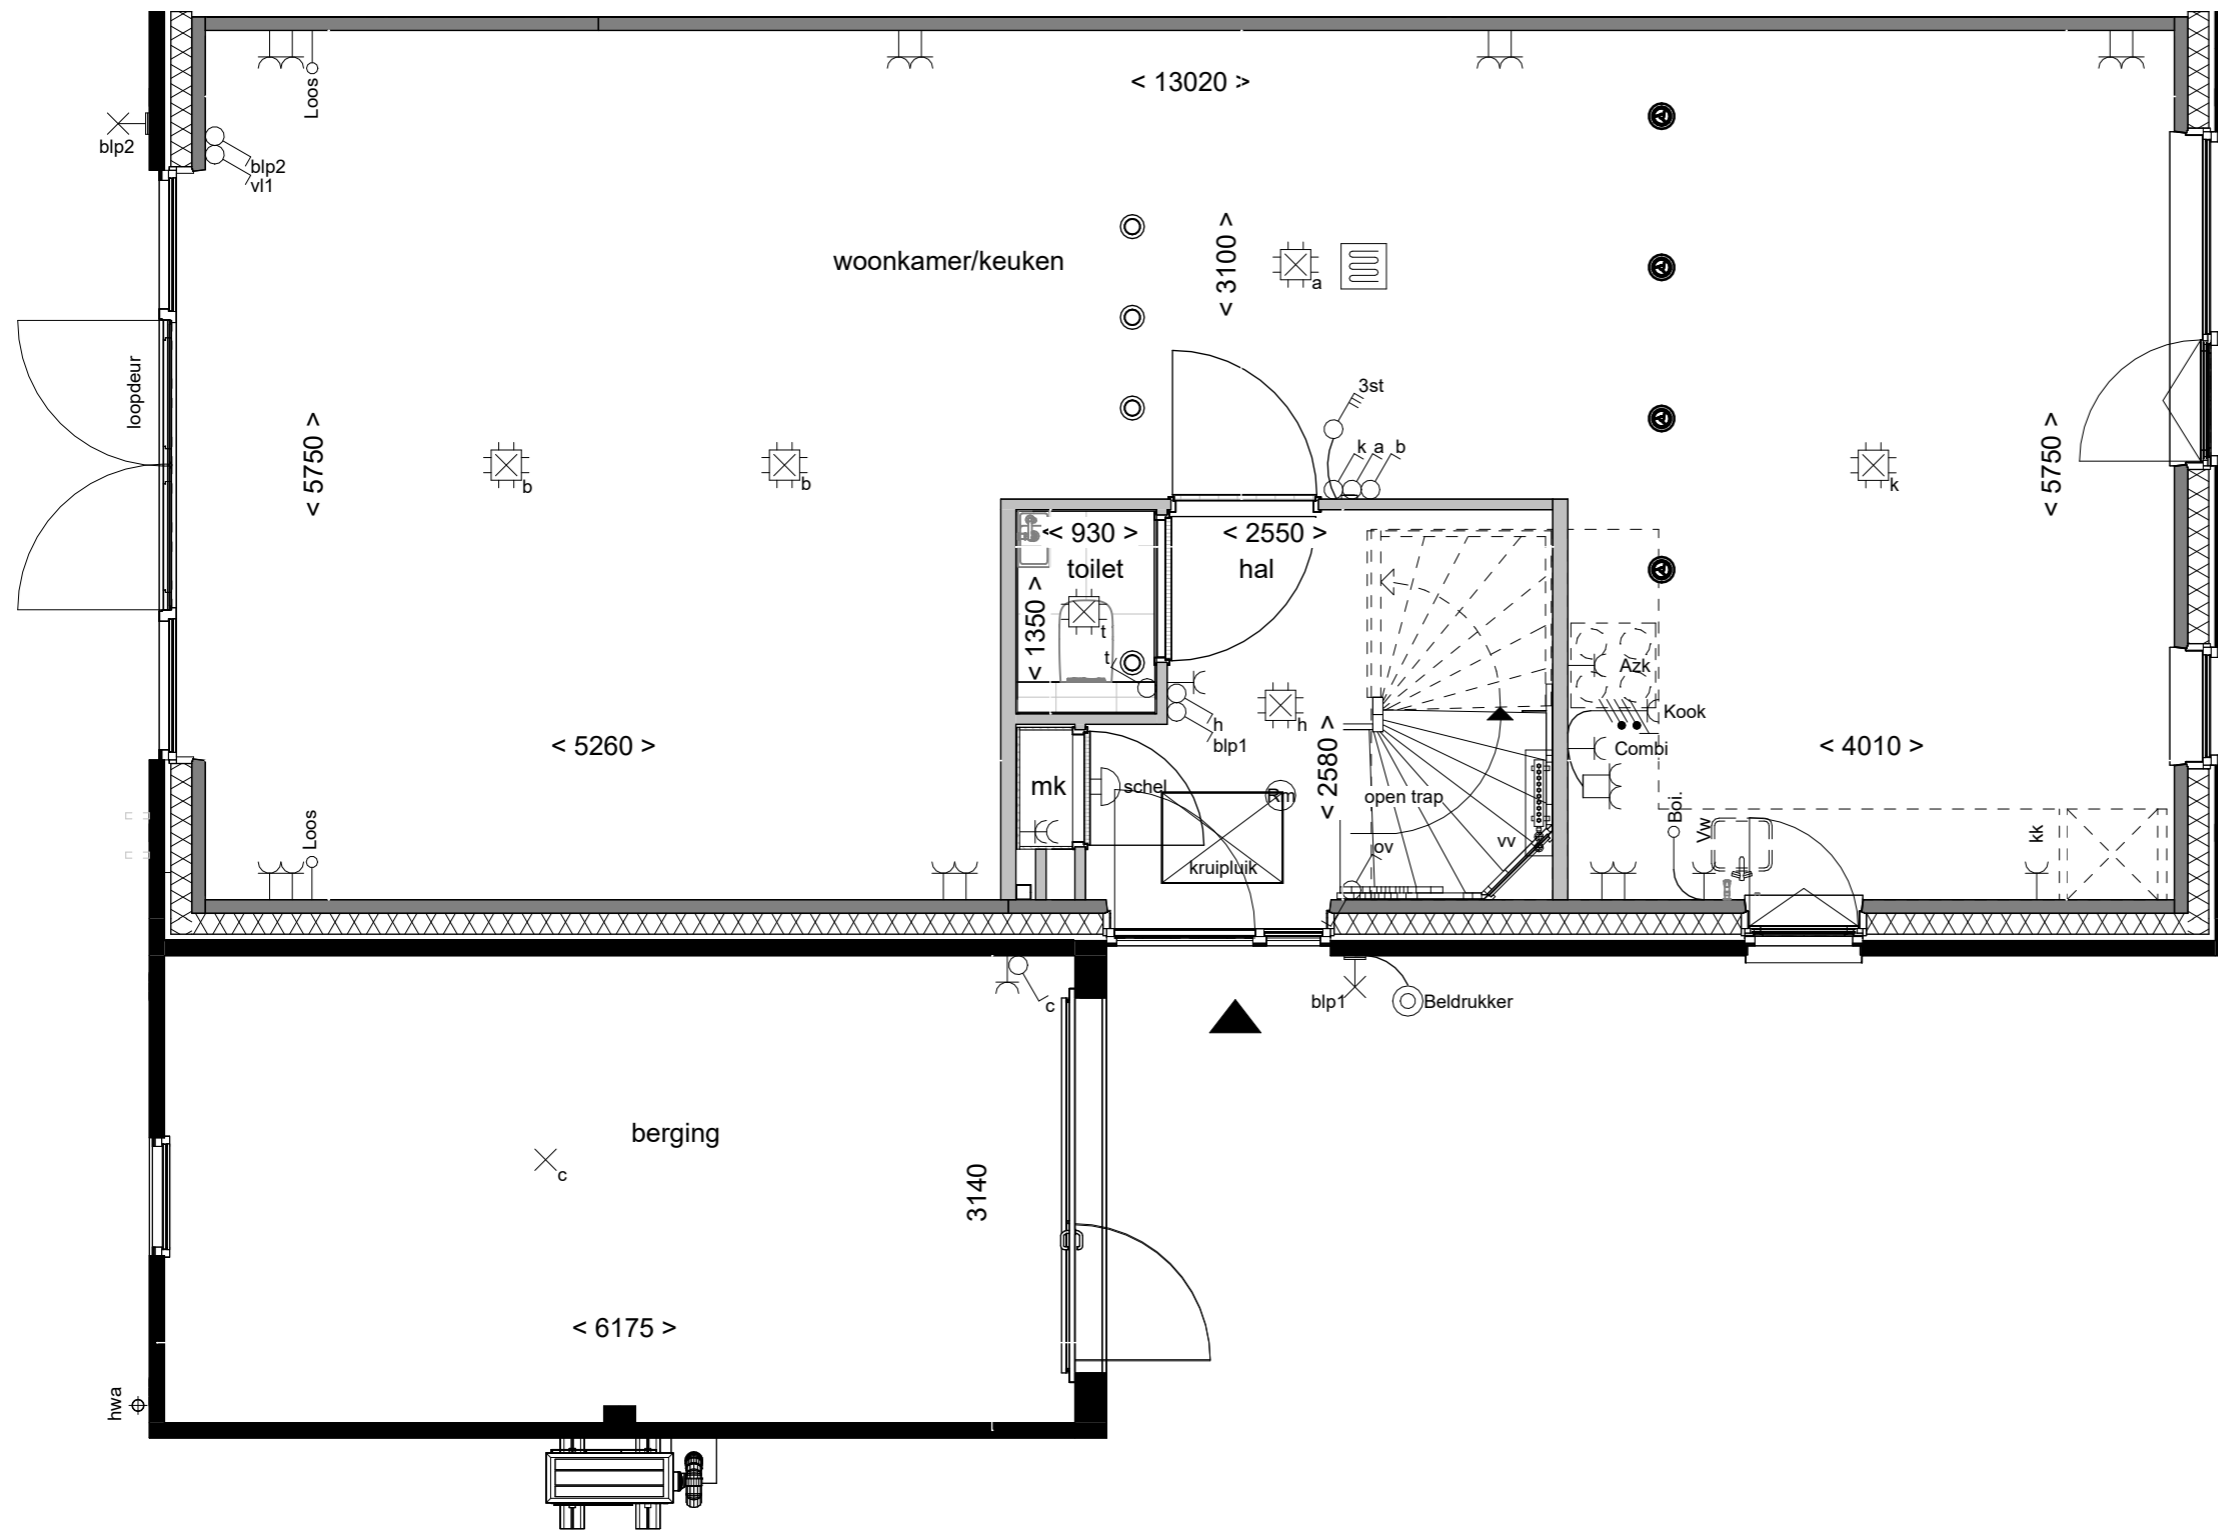 < 13020 >
Loos
blp2
blp2
vl1
woonkamer/keuken
< 3100 >
a
loopdeur
3st
k a b
< 5750 >
b
b
k
< 5750 >
< 930 >
< 2550 >
toilet
hal
< 1350 >
t
t
Azk
h
h
blp1
Kook
Combi
< 5260 >
< 2580 >
< 4010 >
mk
schel
Rm
open trap
Loos
Boi.
Vw
kk
ov
vv
kruipluik
c
blp1
Beldrukker
berging
c
3140
< 6175 >
hwa